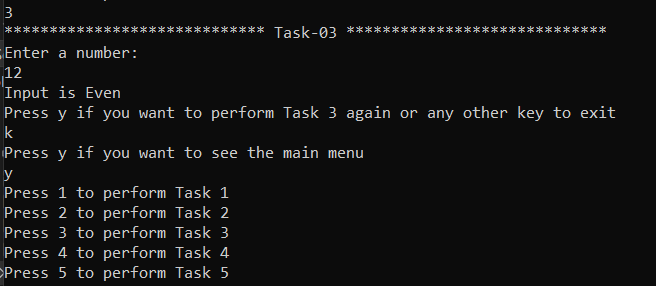 3
***************************** Task-03 *****************************
Enter a number:
12
Input is Even
Press y if you want to perform Task 3 again or any other key to exit
k
Press y if you want to see the main menu
y
Press 1 to perform Task 1
Press 2 to perform Task 2
Press 3 to perform Task 3
Press 4 to perform Task 4
Press 5 to perform Task 5